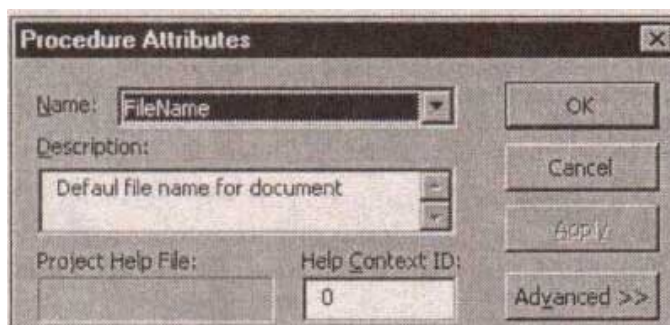 Procedure Attributes
Name: FileName
OK
Description:
Defaul file name for document
Cancel
Apply
Project Help File:
Help Context ID:
0
Advanced >>